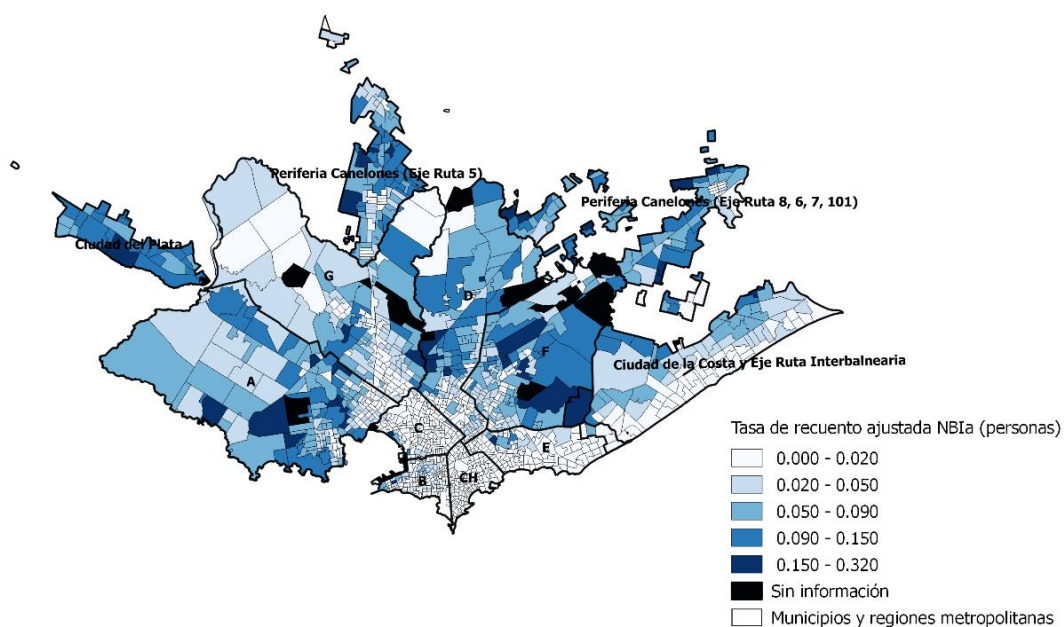 Periferia Canelones (Eje Ruta 5)
Periferia Canelones (Eje Ruta 8, 6, 7, 101)
Ciudad del Plata
G
D
F
Ciudad de la Costa y Eje Ruta Interbalnearia
A
C
E
B
CH
Tasa de recuento ajustada NBIa (personas)
0.000 - 0.020
0.020 - 0.050
0.050 - 0.090
0.090 - 0.150
0.150 - 0.320
Sin información
Municipios y regiones metropolitanas